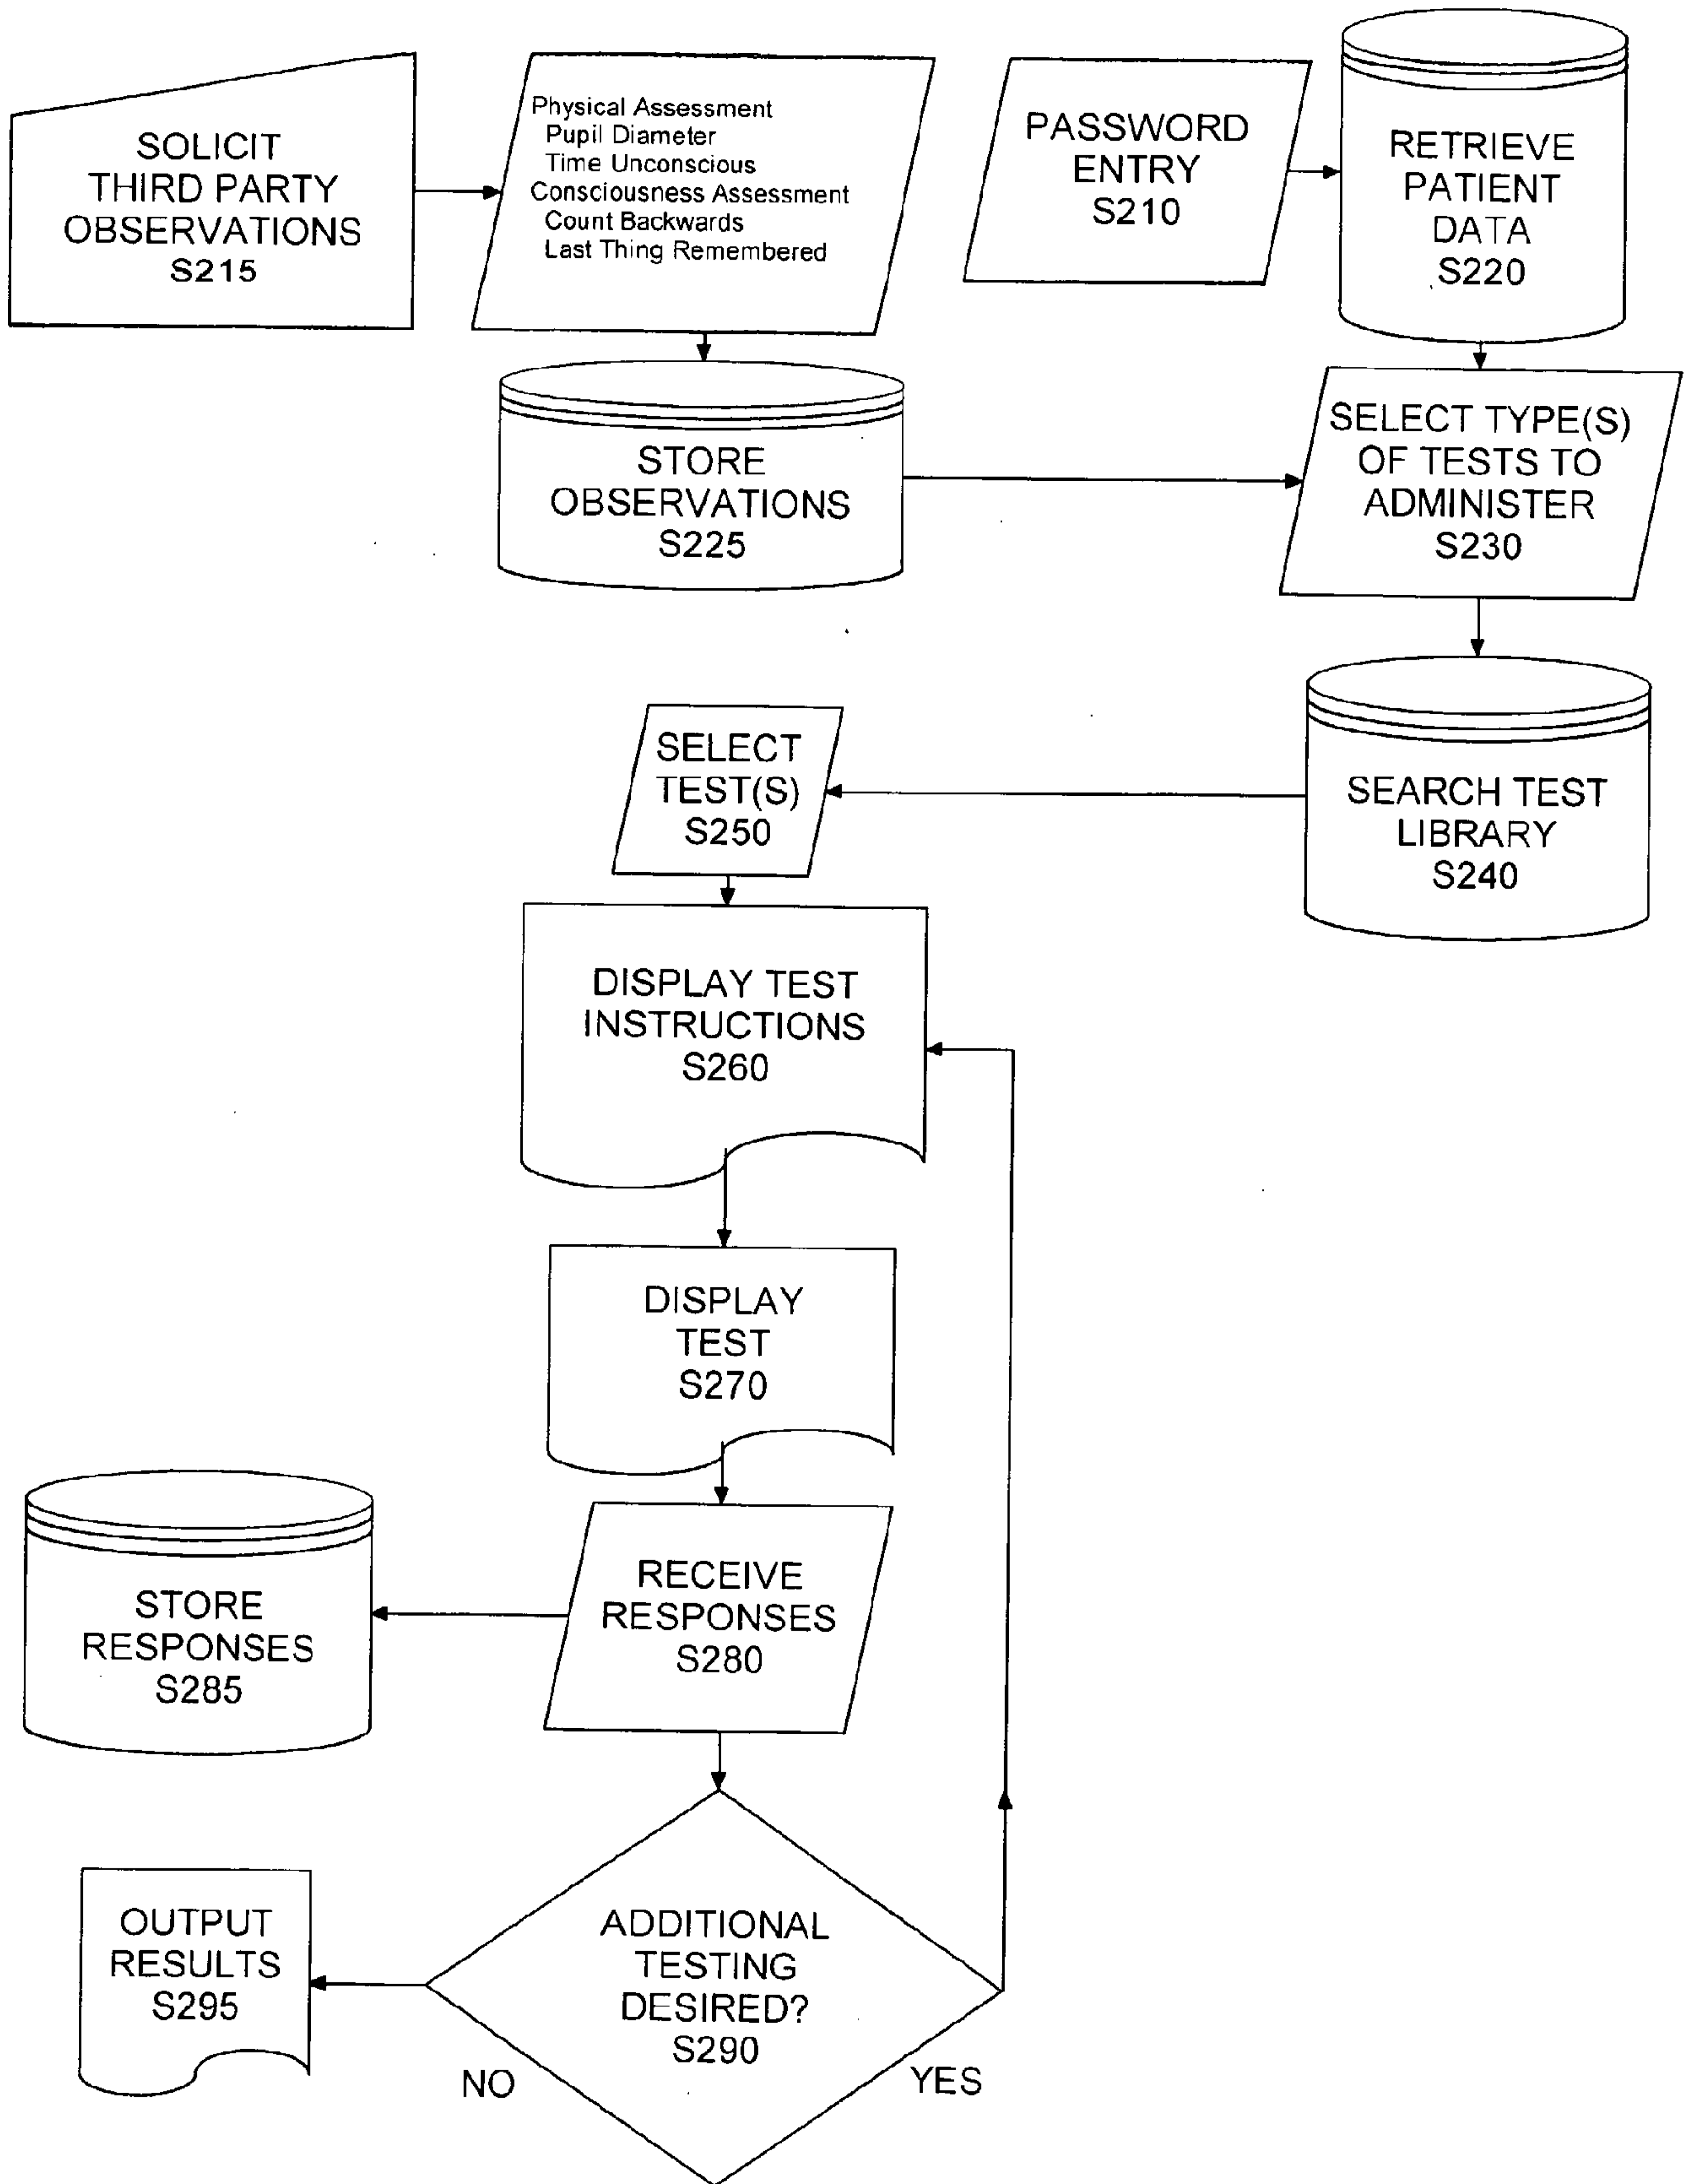 SOLICIT
THIRD PARTY
OBSERVATIONS
S215
Physical Assessment
Pupil Diameter
Time Unconscious
Consciousness Assessment
Count Backwards
Last Thing Remembered
PASSWORD
ENTRY
S210
RETRIEVE
PATIENT
DATA
S220
STORE
OBSERVATIONS
S225
SELECT TYPE(S)
OF TESTS TO
ADMINISTER
S230
SELECT
TEST(S)
S250
SEARCH TEST
LIBRARY
S240
DISPLAY TEST
INSTRUCTIONS
S260
DISPLAY
TEST
S270
RECEIVE
RESPONSES
S280
STORE
RESPONSES
S285
ADDITIONAL
TESTING
DESIRED?
S290
OUTPUT
RESULTS
S295
NO
YES